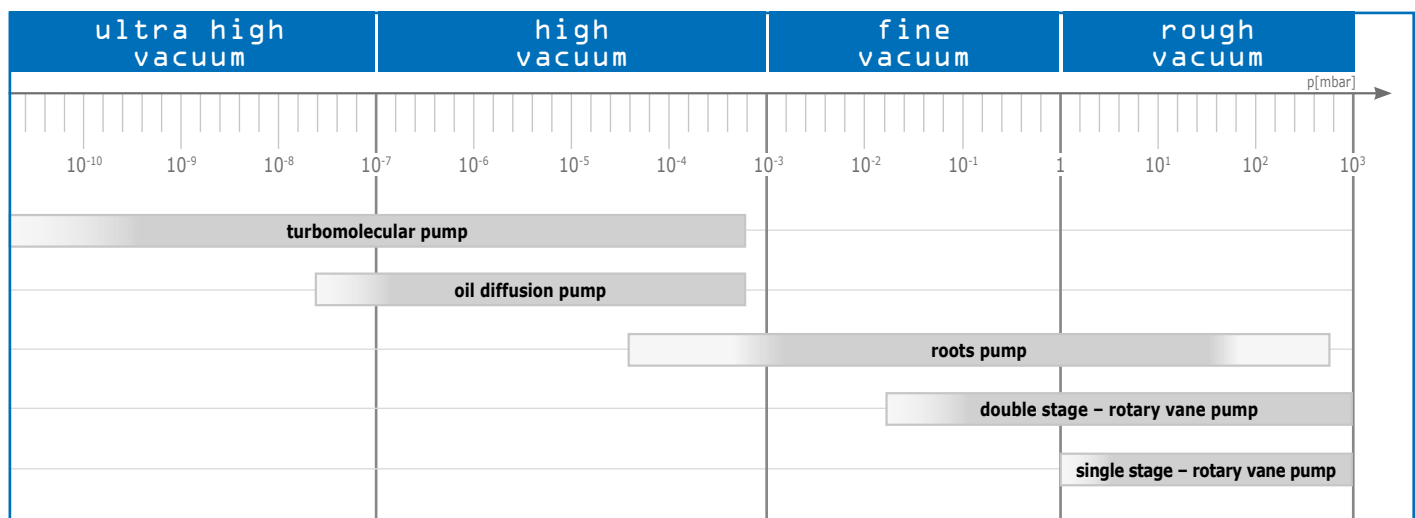 ultra high
vacuum
high
vacuum
fine
vacuum
rough
vacuum
p[mbar]
10⁻¹⁰ 10⁻⁹ 10⁻⁸ 10⁻⁷ 10⁻⁶ 10⁻⁵ 10⁻⁴ 10⁻³ 10⁻² 10⁻¹ 1 10¹ 10² 10³
turbomolecular pump
oil diffusion pump
roots pump
double stage – rotary vane pump
single stage – rotary vane pump